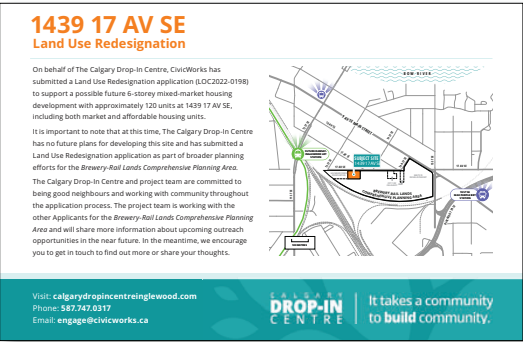 1439 17 AV SE
Land Use Redesignation
On behalf of The Calgary Drop-In Centre, CivicWorks has
submitted a Land Use Redesignation application (LOC2022-0198)
to support a possible future 6-storey mixed-market housing
development with approximately 120 units at 1439 17 AV SE,
including both market and affordable housing units.
It is important to note that at this time, The Calgary Drop-In Centre
has no future plans for developing this site and has submitted a
Land Use Redesignation application as part of broader planning
efforts for the Brewery-Rail Lands Comprehensive Planning Area.
The Calgary Drop-In Centre and project team are committed to
being good neighbours and working with community throughout
the application process. The project team is working with the
other Applicants for the Brewery-Rail Lands Comprehensive Planning
Area and will share more information about upcoming outreach
opportunities in the near future. In the meantime, we encourage
you to get in touch to find out more or share your thoughts.
BOW RIVER
SUBJECT SITE
1439 17 AV SE
BREWERY-RAIL LANDS
COMPREHENSIVE PLANNING AREA
Visit: calgarydropincentreinglewood.com
Phone: 587.747.0317
Email: engage@civicworks.ca
CALGARY
DROP-IN
CENTRE
It takes a community
to build community.